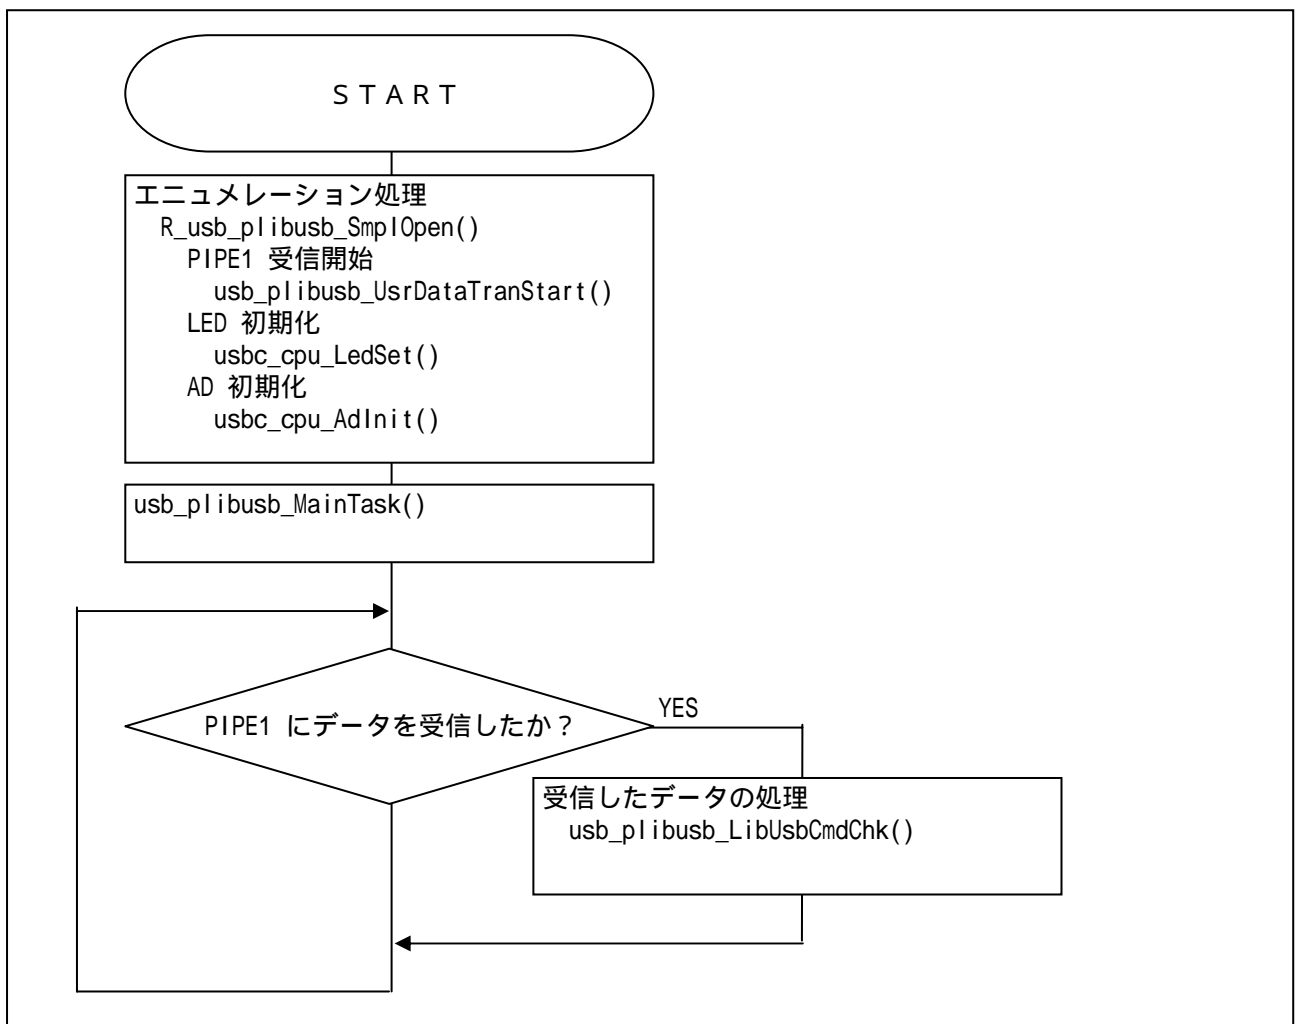 ＳＴＡＲＴ
エニュメレーション処理
R_usb_plibusb_SmplOpen()
PIPE1 受信開始
usb_plibusb_UsrDataTranStart()
LED 初期化
usbc_cpu_LedSet()
AD 初期化
usbc_cpu_AdInit()
usb_plibusb_MainTask()
PIPE1 にデータを受信したか？
YES
受信したデータの処理
usb_plibusb_LibUsbCmdChk()